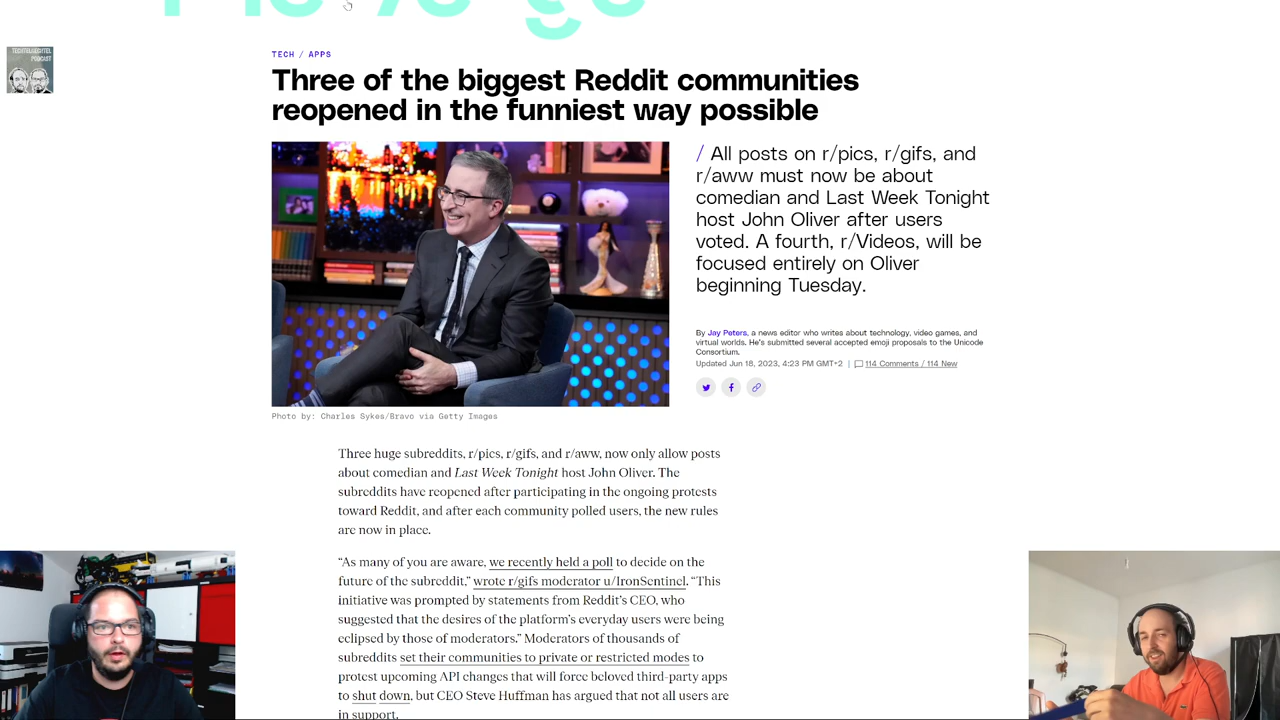 TECHTELMECHTEL
PODCAST
TECH / APPS
Three of the biggest Reddit communities
reopened in the funniest way possible
/ All posts on r/pics, r/gifs, and
r/aww must now be about
comedian and Last Week Tonight
host John Oliver after users
voted. A fourth, r/Videos, will be
focused entirely on Oliver
beginning Tuesday.
By Jay Peters, a news editor who writes about technology, video games, and
virtual worlds. He's submitted several accepted emoji proposals to the Unicode
Consortium.
Updated Jun 18, 2023, 4:23 PM GMT+2 | 114 Comments / 114 New
Photo by: Charles Sykes/Bravo via Getty Images
Three huge subreddits, r/pics, r/gifs, and r/aww, now only allow posts
about comedian and Last Week Tonight host John Oliver. The
subreddits have reopened after participating in the ongoing protests
toward Reddit, and after each community polled users, the new rules
are now in place.
“As many of you are aware, we recently held a poll to decide on the
future of the subreddit,” wrote r/gifs moderator u/IronSentinel. “This
initiative was prompted by statements from Reddit’s CEO, who
suggested that the desires of the platform’s everyday users were being
eclipsed by those of moderators.” Moderators of thousands of
subreddits set their communities to private or restricted modes to
protest upcoming API changes that will force beloved third-party apps
to shut down, but CEO Steve Huffman has argued that not all users are
in support.